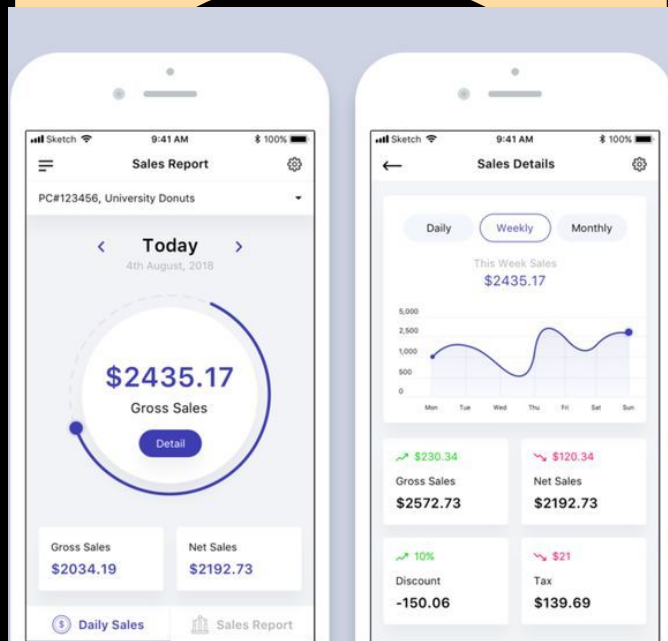 Sketch 9:41 AM 100%
Sales Report
PC#123456, University Donuts
< Today >
4th August, 2018
$2435.17
Gross Sales
Detail
Gross Sales Net Sales
$2034.19 $2192.73
$ Daily Sales Sales Report
Sketch 9:41 AM 100%
Sales Details
Daily Weekly Monthly
This Week Sales
$2435.17
5,000
2,500
1,000
500
0
Mon Tue Wed Thu Fri Sat Sun
$230.34 $120.34
Gross Sales Net Sales
$2572.73 $2192.73
10% $21
Discount Tax
-150.06 $139.69